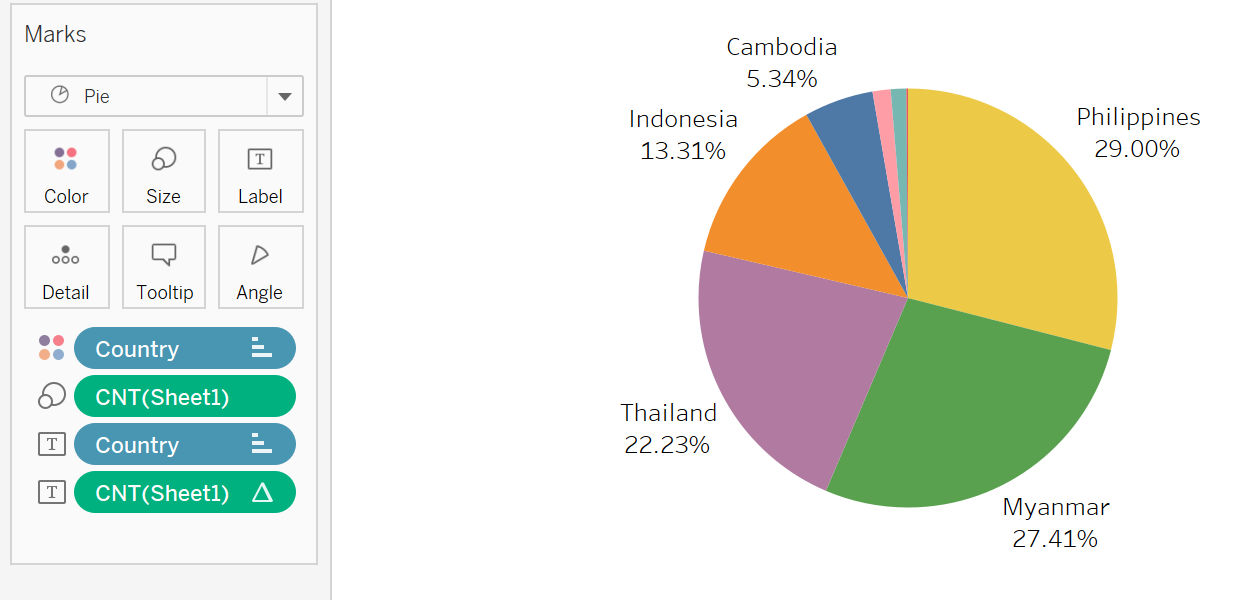 Marks
Pie
Color
Size
T
Label
Detail
Tooltip
Angle
Country
CNT(Sheet1)
T
Country
T
CNT(Sheet1)
Cambodia
5.34%
Indonesia
13.31%
Philippines
29.00%
Thailand
22.23%
Myanmar
27.41%